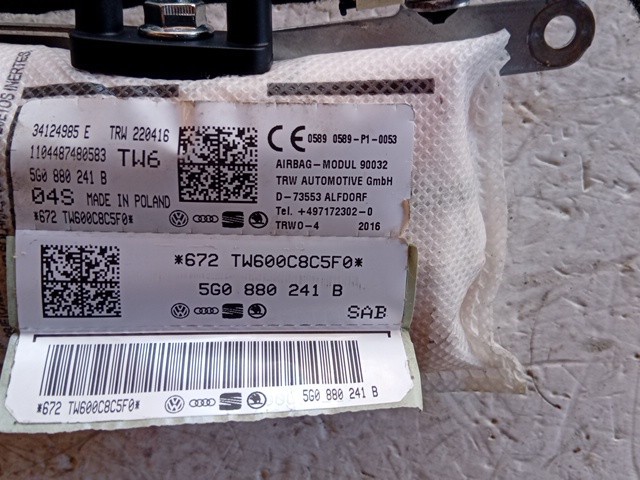 ETOS INERTES.
34124985 E TRW 220416
1104487480583 TW6
5G0 880 241 B
04S MADE IN POLAND
*672 TW600C8C5F0*
CE 0589 0589-P1-0053
AIRBAG-MODUL 90032
TRW AUTOMOTIVE GmbH
D-73553 ALFDORF
Tel. +497172302-0
TRWO-4 2016
*672 TW600C8C5F0*
5G0 880 241 B
SAB
*672 TW600C8C5F0* 5G0 880 241 B